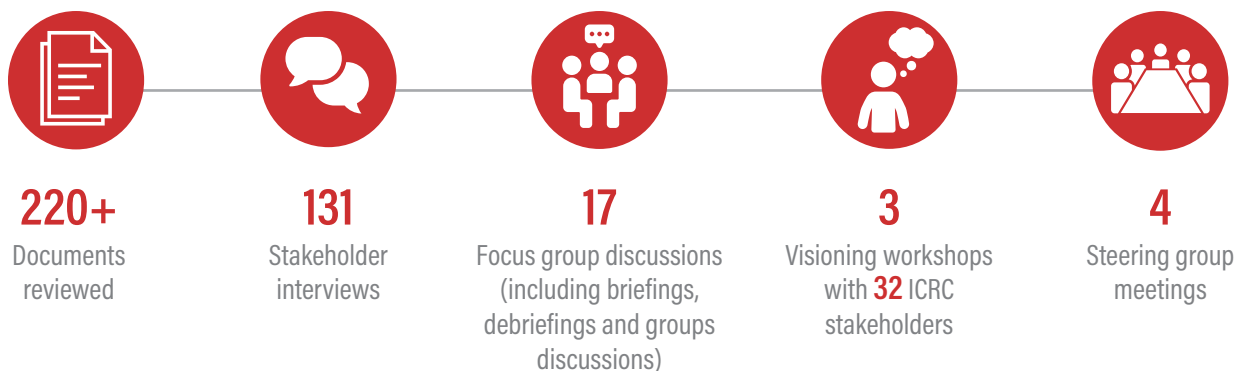 220+
Documents
reviewed
131
Stakeholder
interviews
17
Focus group discussions
(including briefings,
debriefings and groups
discussions)
3
Visioning workshops
with 32 ICRC
stakeholders
4
Steering group
meetings